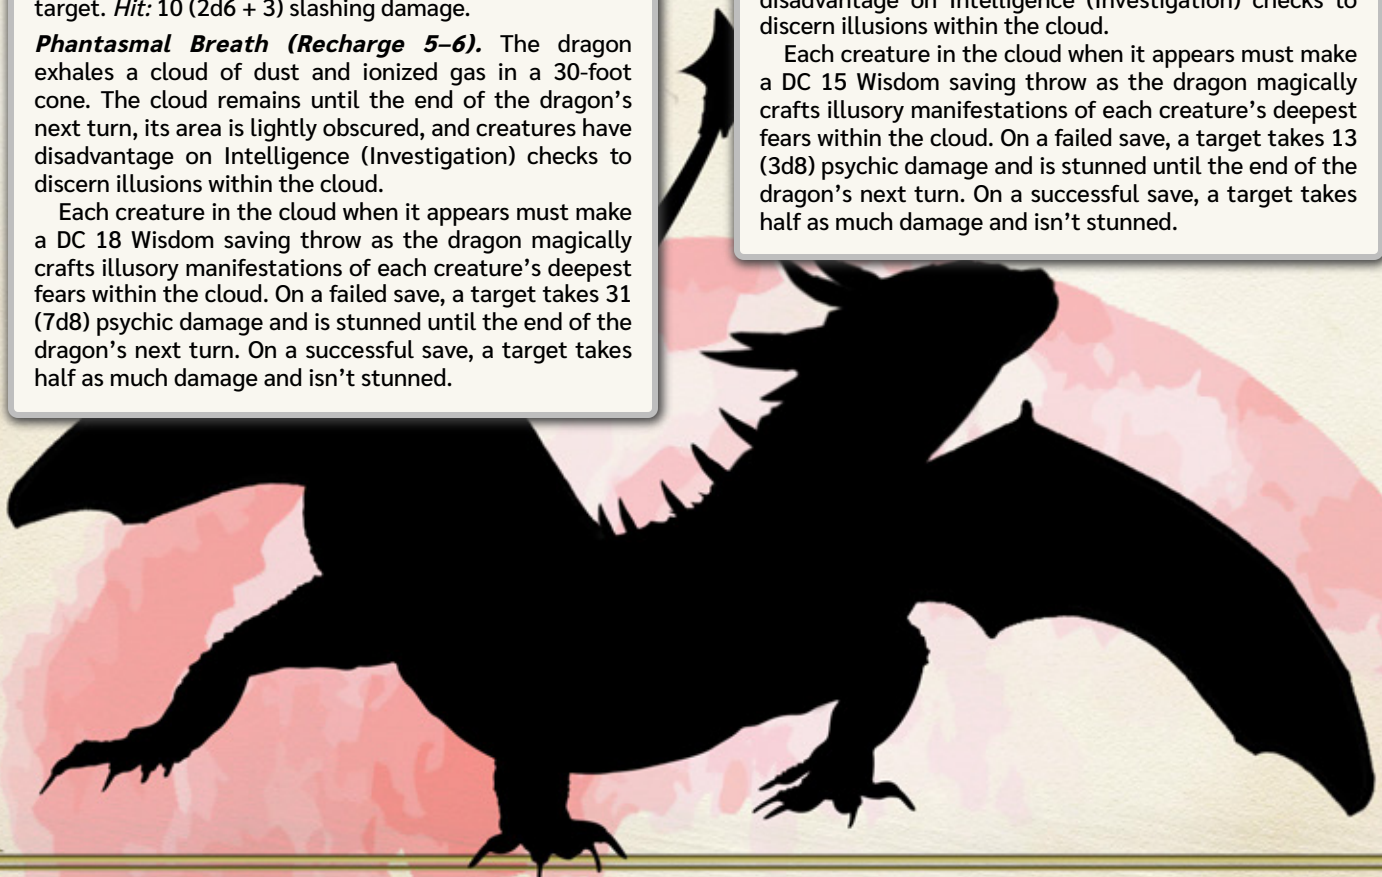 target. Hit: 10 (2d6 + 3) slashing damage.
Phantasmal Breath (Recharge 5–6). The dragon
exhales a cloud of dust and ionized gas in a 30-foot
cone. The cloud remains until the end of the dragon’s
next turn, its area is lightly obscured, and creatures have
disadvantage on Intelligence (Investigation) checks to
discern illusions within the cloud.
Each creature in the cloud when it appears must make
a DC 18 Wisdom saving throw as the dragon magically
crafts illusory manifestations of each creature’s deepest
fears within the cloud. On a failed save, a target takes 31
(7d8) psychic damage and is stunned until the end of the
dragon’s next turn. On a successful save, a target takes
half as much damage and isn’t stunned.
disadvantage on Intelligence (Investigation) checks to
discern illusions within the cloud.
Each creature in the cloud when it appears must make
a DC 15 Wisdom saving throw as the dragon magically
crafts illusory manifestations of each creature’s deepest
fears within the cloud. On a failed save, a target takes 13
(3d8) psychic damage and is stunned until the end of the
dragon’s next turn. On a successful save, a target takes
half as much damage and isn’t stunned.